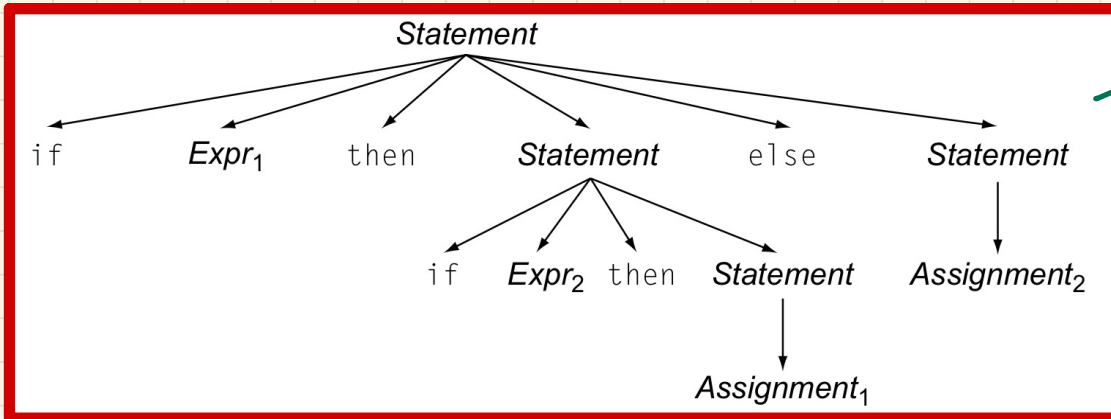 Statement
if Expr₁ then Statement else Statement
if Expr₂ then Statement Assignment₂
Assignment₁